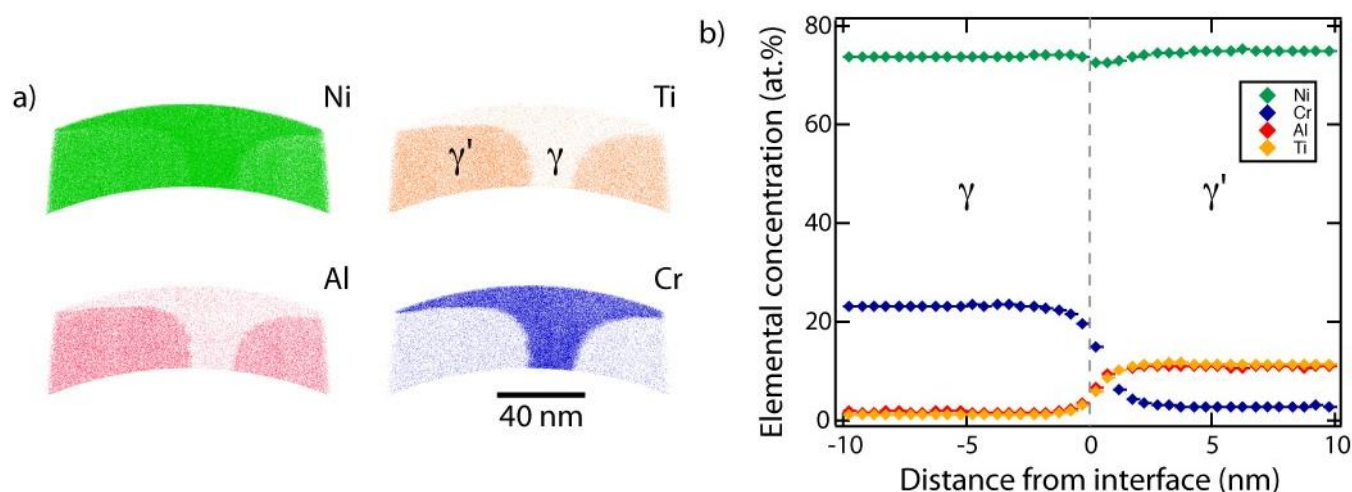 a)
Ni
Ti
γ'
γ
Al
Cr
40 nm
b)
Elemental concentration (at.%)
80
60
40
20
0
γ
γ'
Ni
Cr
Al
Ti
-10
-5
0
5
10
Distance from interface (nm)